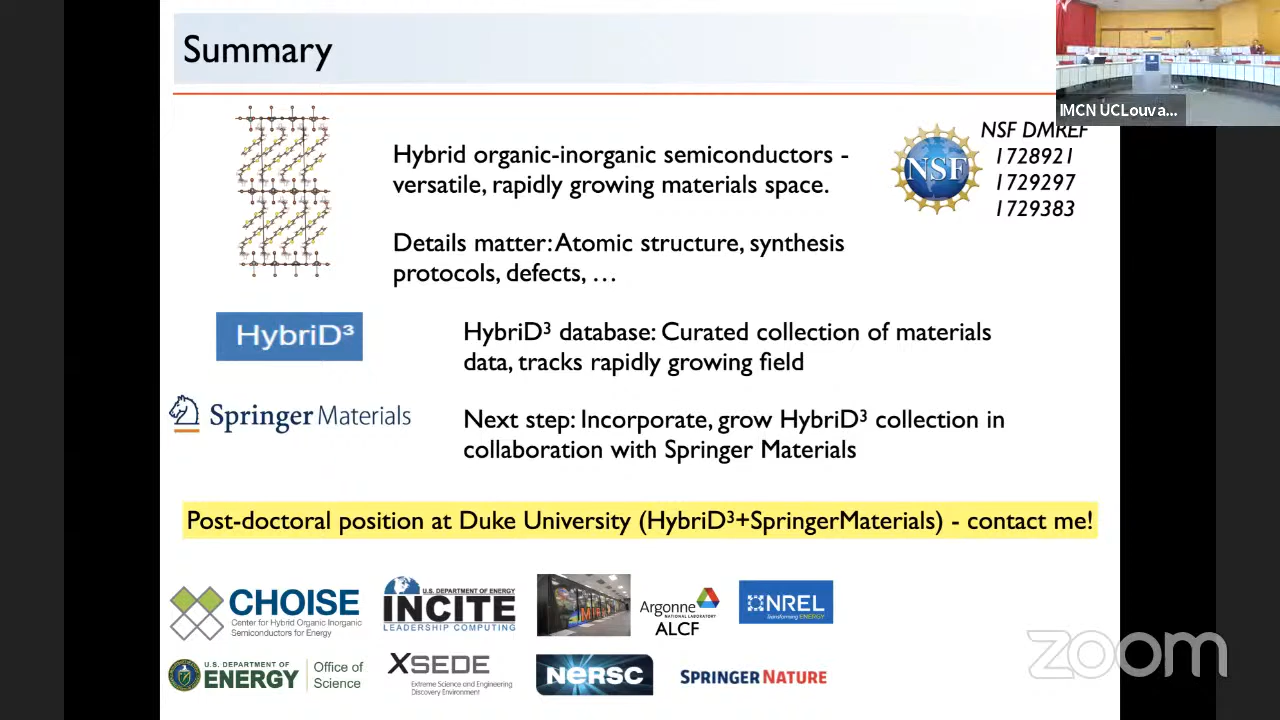 Summary
IMCN UCLouva...
NSF
NSF DMREF
1728921
1729297
1729383
Hybrid organic-inorganic semiconductors -
versatile, rapidly growing materials space.
Details matter: Atomic structure, synthesis
protocols, defects, …
HybriD³
HybriD³ database: Curated collection of materials
data, tracks rapidly growing field
Springer Materials
Next step: Incorporate, grow HybriD³ collection in
collaboration with Springer Materials
Post-doctoral position at Duke University (HybriD³+SpringerMaterials) - contact me!
CHOISE
Center for Hybrid Organic Inorganic
Semiconductors for Energy
U.S. DEPARTMENT OF ENERGY
INCITE
LEADERSHIP COMPUTING
MIRA
Argonne
NATIONAL LABORATORY
ALCF
NREL
Transforming ENERGY
U.S. DEPARTMENT OF
ENERGY
Office of
Science
XSEDE
Extreme Science and Engineering
Discovery Environment
NERSC
SPRINGER NATURE
zoom